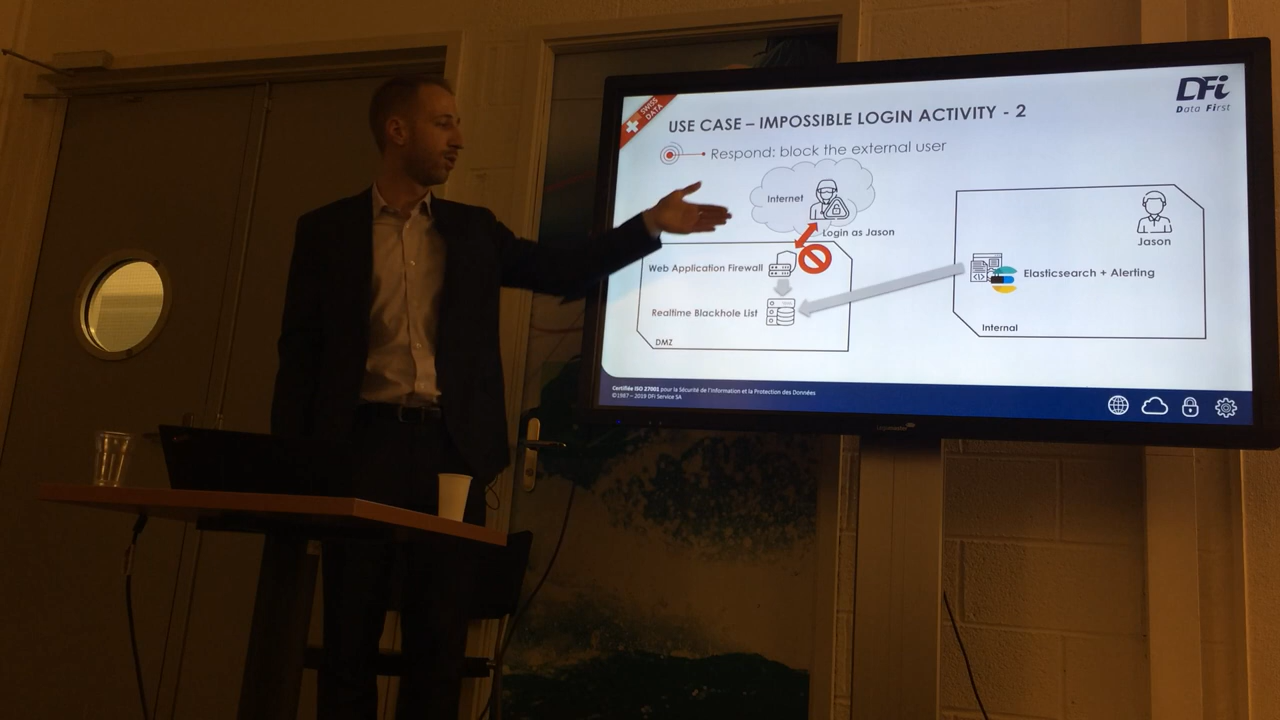 SWISS
DATA
DFi
Data First
USE CASE – IMPOSSIBLE LOGIN ACTIVITY - 2
Respond: block the external user
Internet
Login as Jason
Web Application Firewall
Realtime Blackhole List
DMZ
Jason
Elasticsearch + Alerting
Internal
Certifiée ISO 27001 pour la Sécurité de l'Information et la Protection des Données
©1987 – 2019 DFi Service SA